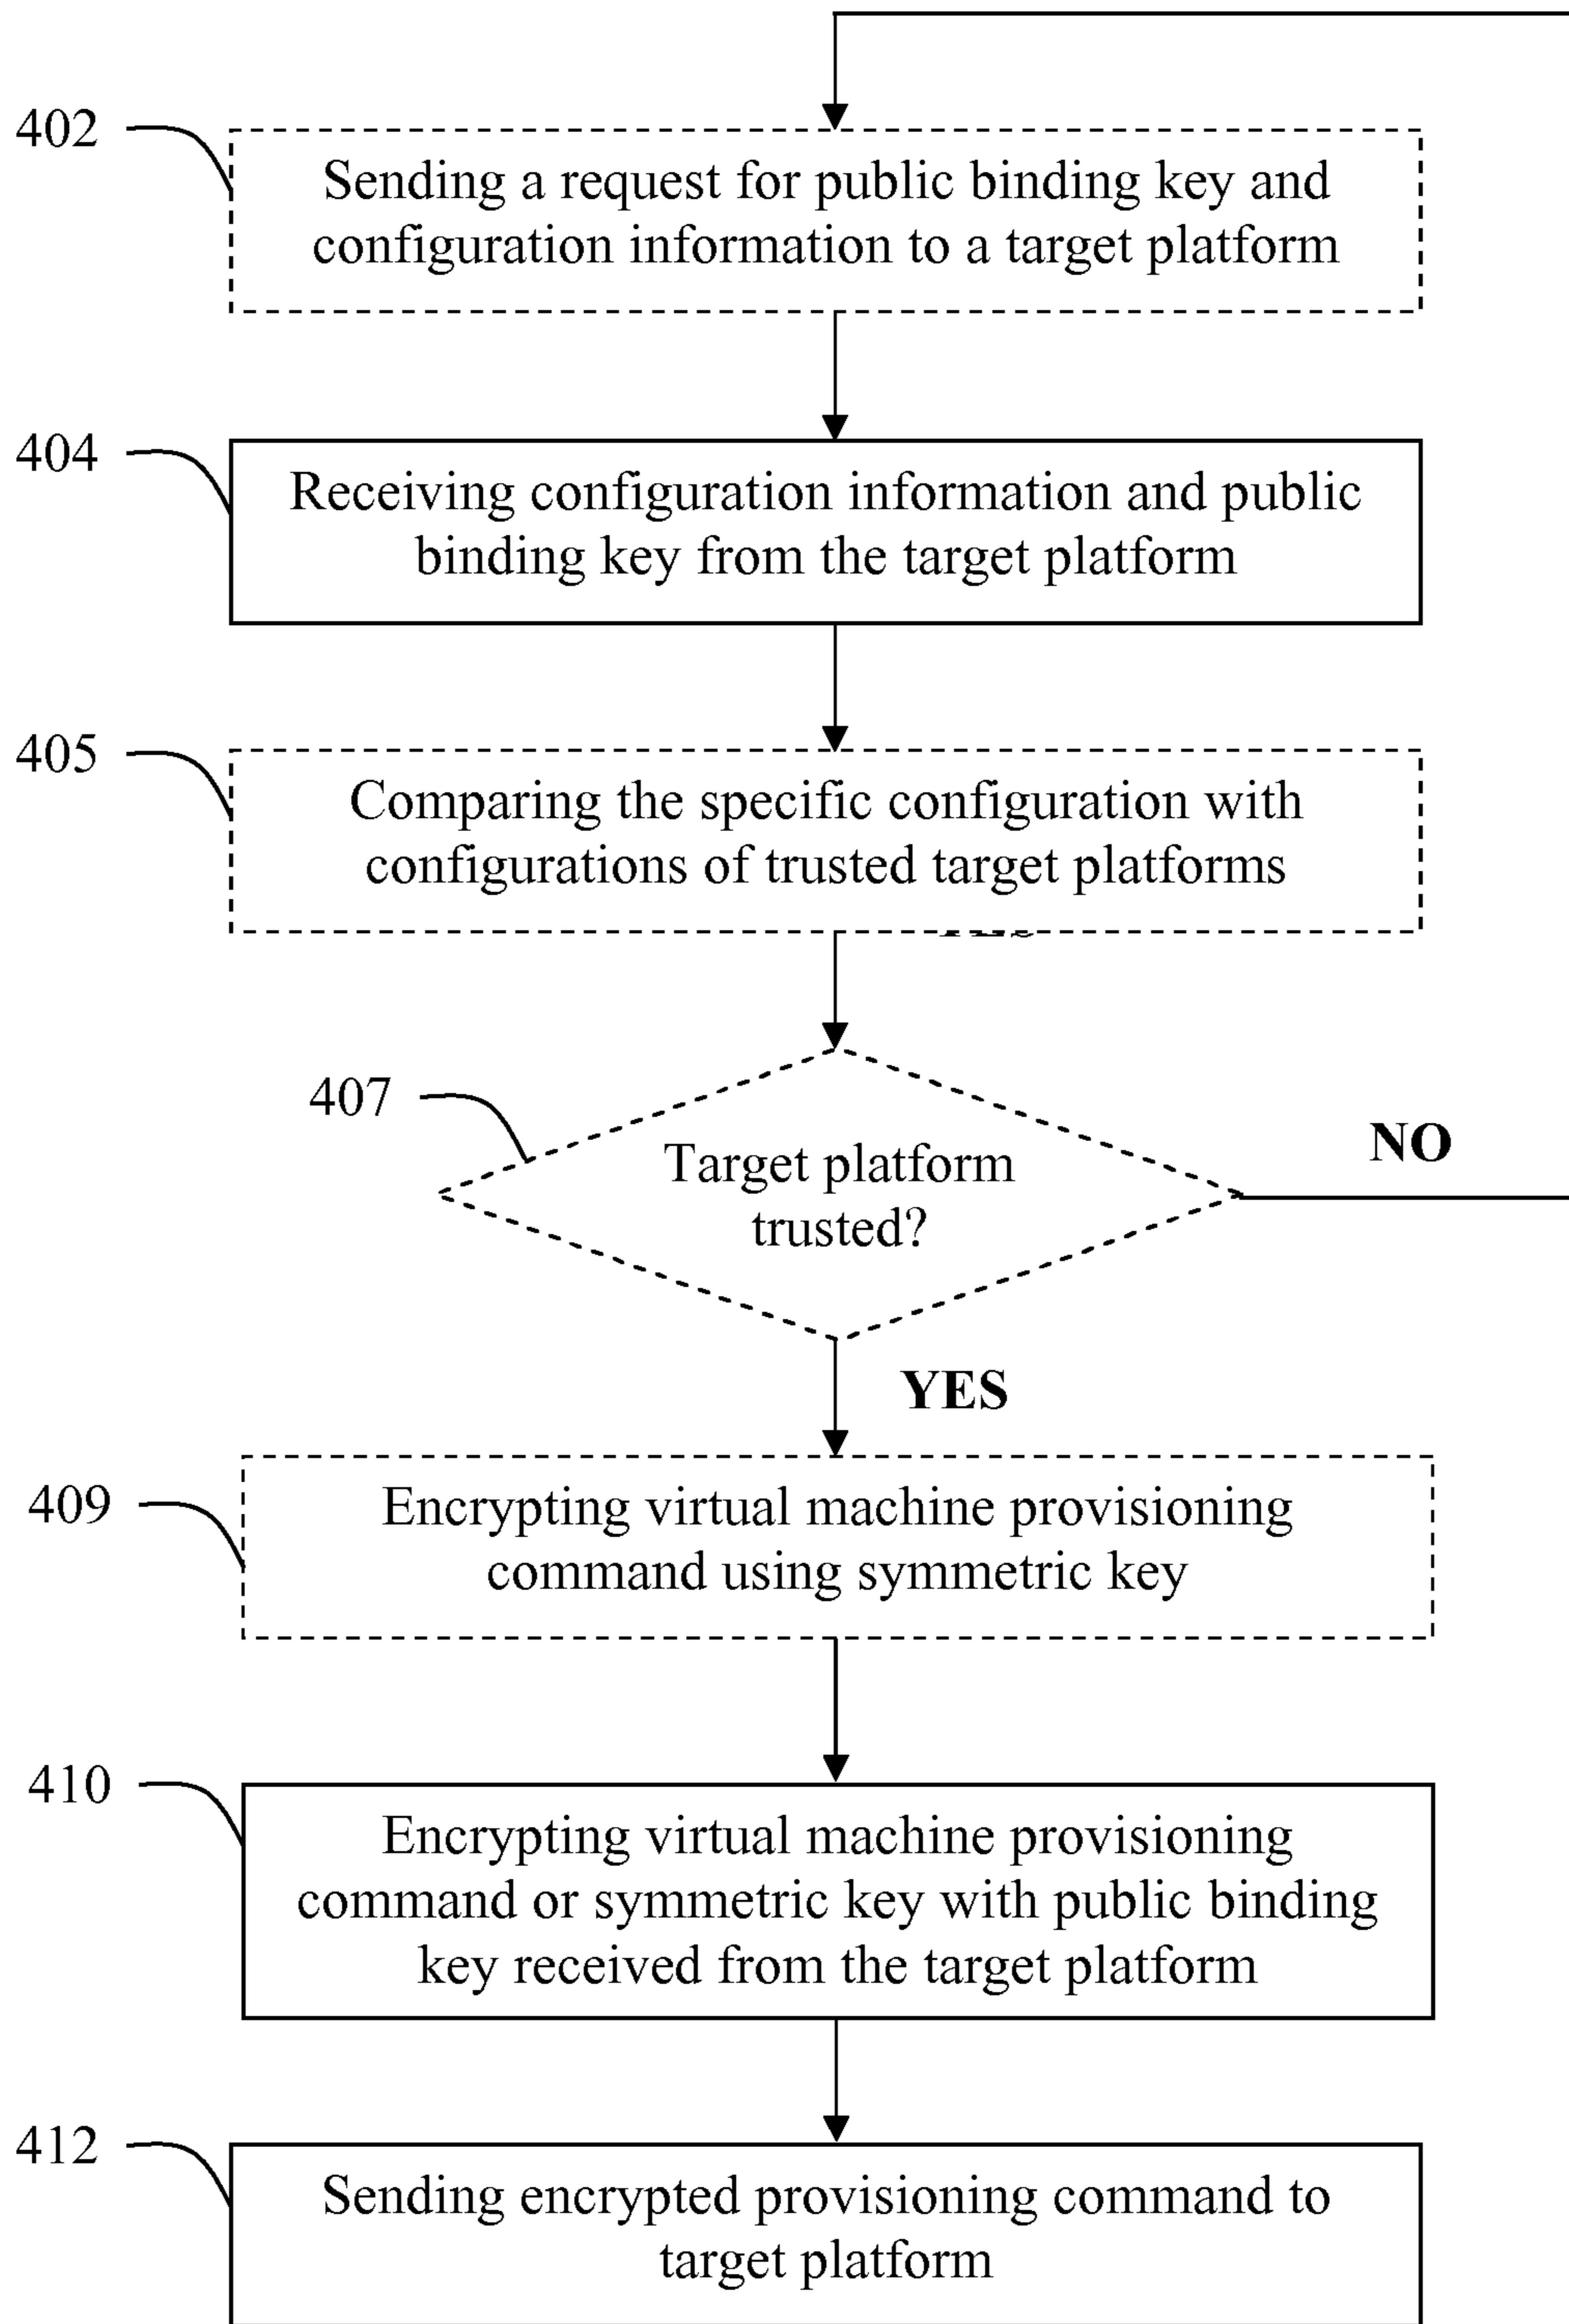 402
Sending a request for public binding key and
configuration information to a target platform
404
Receiving configuration information and public
binding key from the target platform
405
Comparing the specific configuration with
configurations of trusted target platforms
407
Target platform
trusted?
NO
YES
409
Encrypting virtual machine provisioning
command using symmetric key
410
Encrypting virtual machine provisioning
command or symmetric key with public binding
key received from the target platform
412
Sending encrypted provisioning command to
target platform